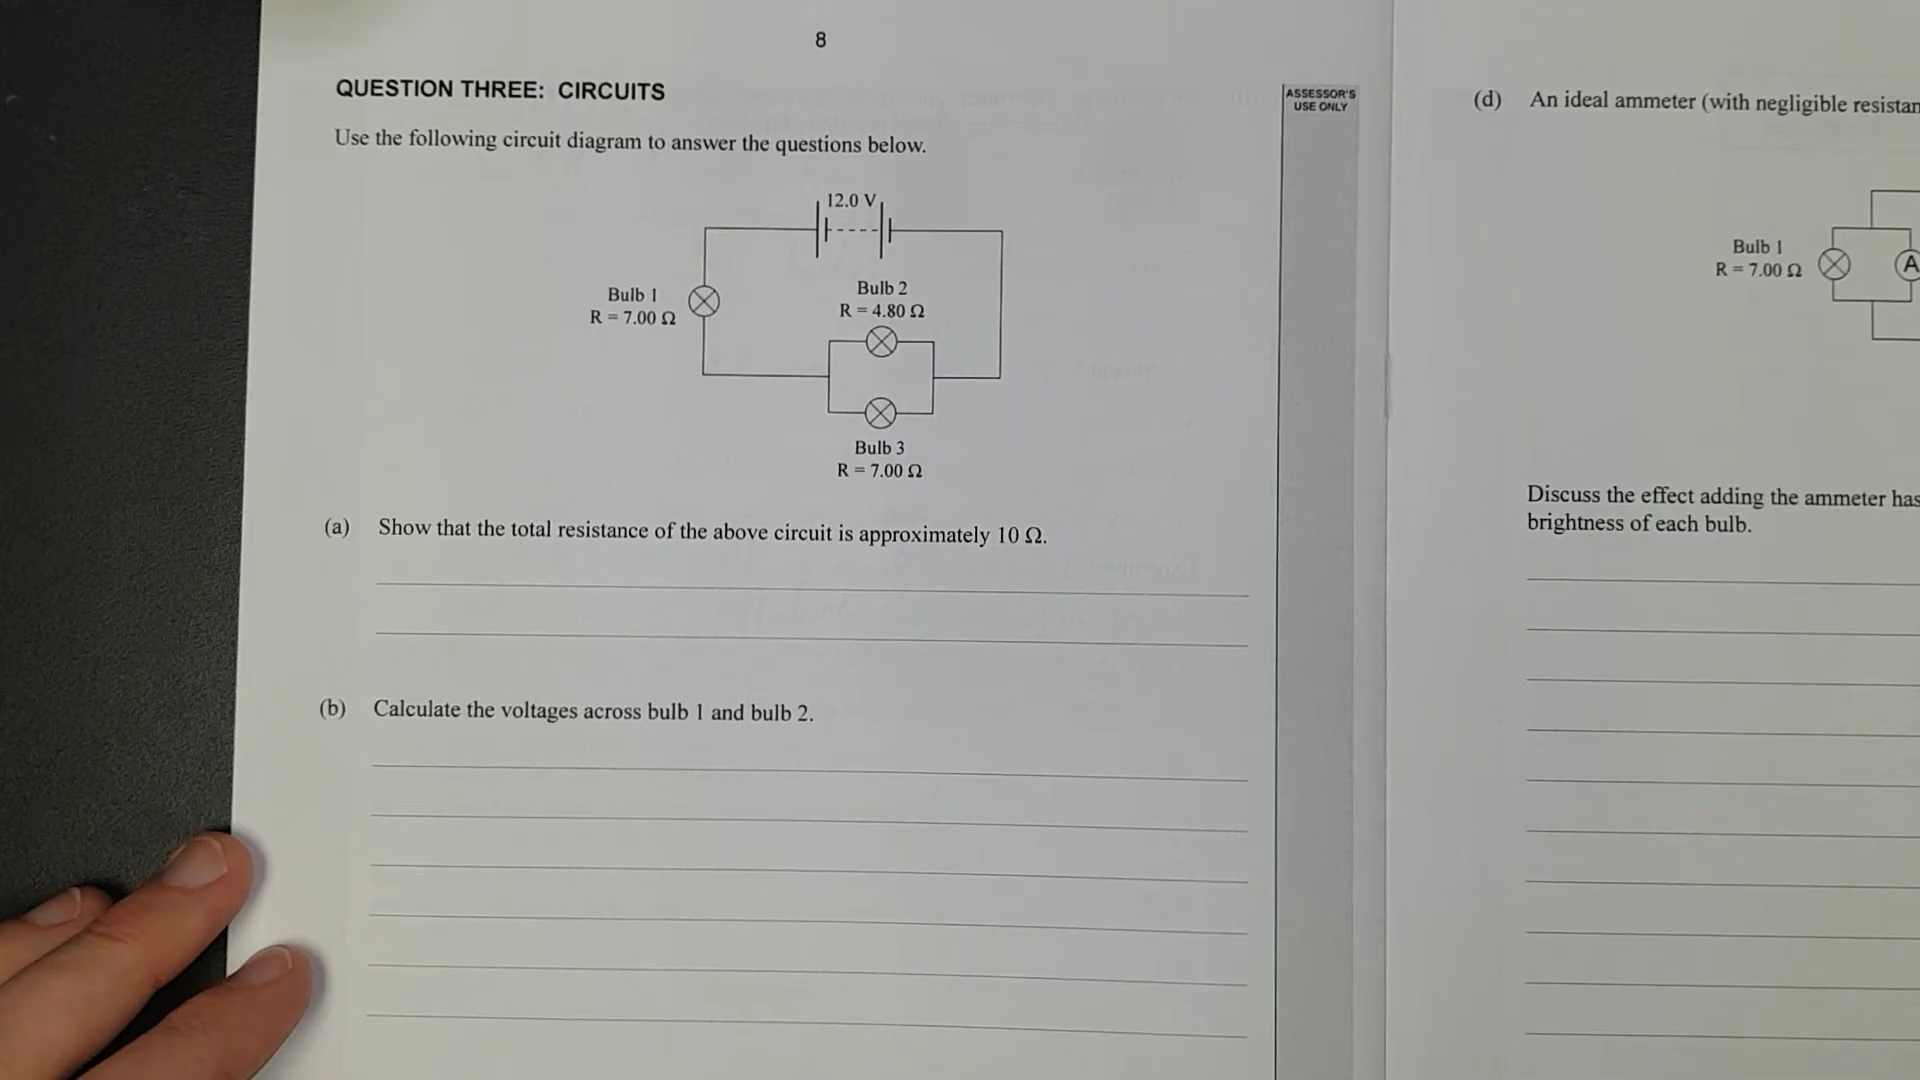 8
QUESTION THREE: CIRCUITS
Use the following circuit diagram to answer the questions below.
12.0 V
Bulb 1
R = 7.00 Ω
Bulb 2
R = 4.80 Ω
Bulb 3
R = 7.00 Ω
(a) Show that the total resistance of the above circuit is approximately 10 Ω.
(b) Calculate the voltages across bulb 1 and bulb 2.
ASSESSOR'S
USE ONLY
(d) An ideal ammeter (with negligible
Bulb 1
R = 7.00 Ω
A
Discuss the effect adding the ammeter has
brightness of each bulb.